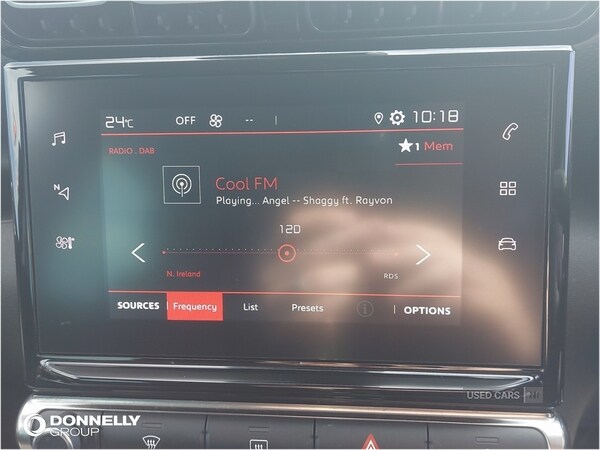 24°C OFF -- 10:18
RADIO . DAB
★1 Mem
Cool FM
Playing... Angel -- Shaggy ft. Rayvon
120
N. Ireland RDS
SOURCES Frequency List Presets OPTIONS
N
USED CARS NI
DONNELLY
GROUP